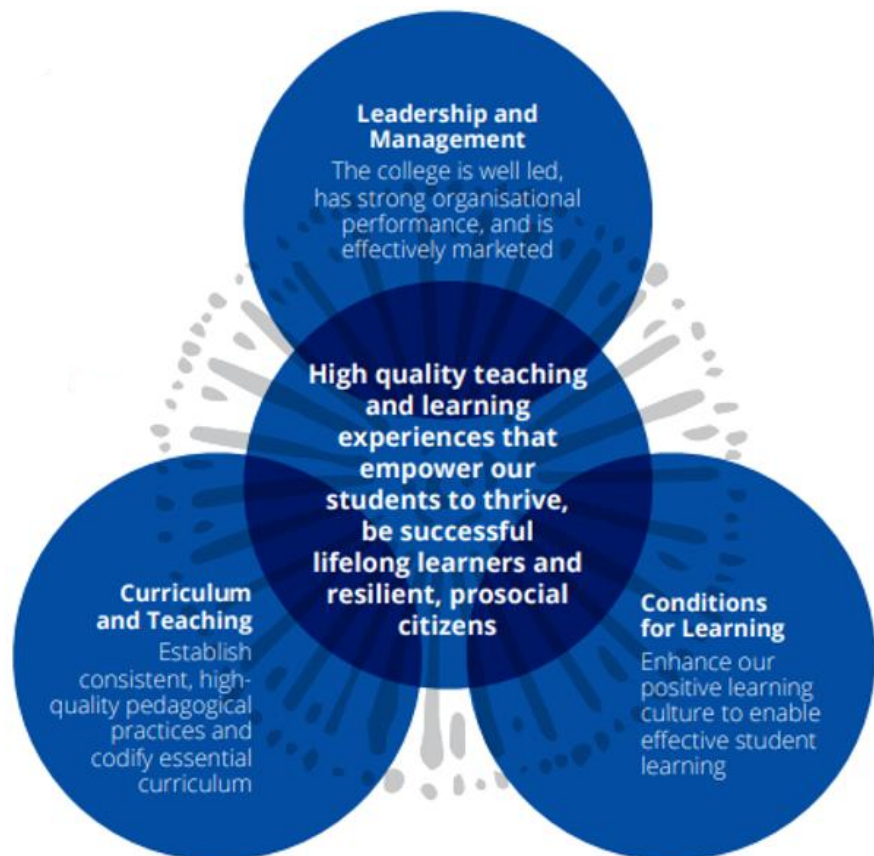 Leadership and
Management
The college is well led,
has strong organisational
performance, and is
effectively marketed
High quality teaching
and learning
experiences that
empower our
students to thrive,
be successful
lifelong learners and
resilient, prosocial
citizens
Curriculum
and Teaching
Establish
consistent, high-
quality pedagogical
practices and
codify essential
curriculum
Conditions
for Learning
Enhance our
positive learning
culture to enable
effective student
learning